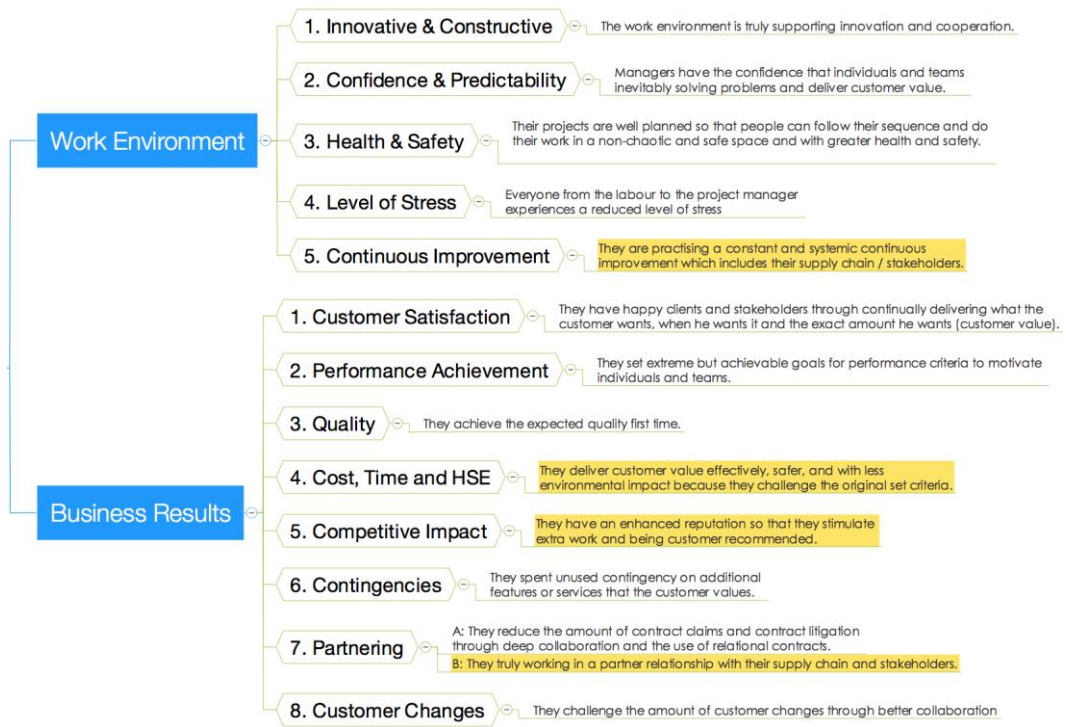 Work Environment
1. Innovative & Constructive
The work environment is truly supporting innovation and cooperation.
2. Confidence & Predictability
Managers have the confidence that individuals and teams
inevitably solving problems and deliver customer value.
3. Health & Safety
Their projects are well planned so that people can follow their sequence and do
their work in a non-chaotic and safe space and with greater health and safety.
4. Level of Stress
Everyone from the labour to the project manager
experiences a reduced level of stress
5. Continuous Improvement
They are practising a constant and systemic continuous
improvement which includes their supply chain / stakeholders.
Business Results
1. Customer Satisfaction
They have happy clients and stakeholders through continually delivering what the
customer wants, when he wants it and the exact amount he wants (customer value).
2. Performance Achievement
They set extreme but achievable goals for performance criteria to motivate
individuals and teams.
3. Quality
They achieve the expected quality first time.
4. Cost, Time and HSE
They deliver customer value effectively, safer, and with less
environmental impact because they challenge the original set criteria.
5. Competitive Impact
They have an enhanced reputation so that they stimulate
extra work and being customer recommended.
6. Contingencies
They spent unused contingency on additional
features or services that the customer values.
7. Partnering
A: They reduce the amount of contract claims and contract litigation
through deep collaboration and the use of relational contracts.
B: They truly working in a partner relationship with their supply chain and stakeholders.
8. Customer Changes
They challenge the amount of customer changes through better collaboration